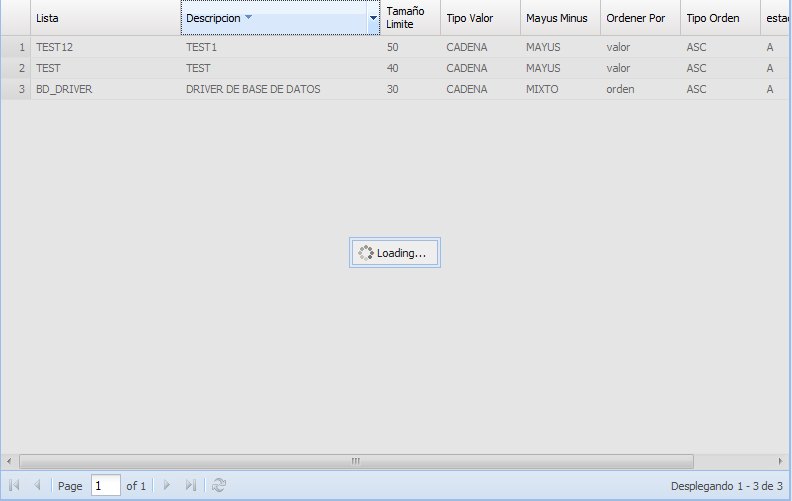 Lista Descripcion Tamaño Limite Tipo Valor Mayus Minus Ordener Por Tipo Orden
1 TEST12 TEST1 50 CADENA MAYUS valor ASC A
2 TEST TEST 40 CADENA MAYUS valor ASC A
3 BD_DRIVER DRIVER DE BASE DE DATOS 30 CADENA MIXTO orden ASC A
Loading...
Page 1 of 1 Desplegando 1 - 3 de 3